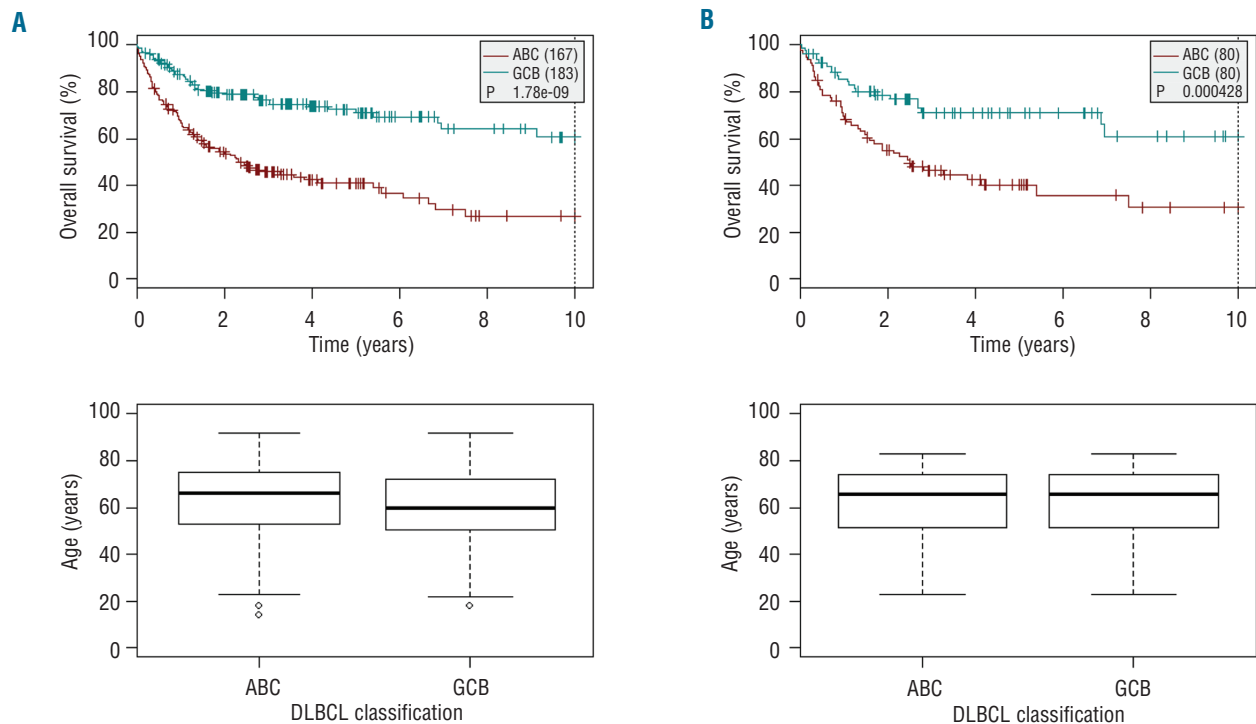 A
Overall survival (%)
100
80
60
40
20
0
ABC (167)
GCB (183)
P 1.78e-09
0 2 4 6 8 10
Time (years)
Age (years)
100
80
60
40
20
0
ABC GCB
DLBCL classification
B
Overall survival (%)
100
80
60
40
20
0
ABC (80)
GCB (80)
P 0.000428
0 2 4 6 8 10
Time (years)
Age (years)
100
80
60
40
20
0
ABC GCB
DLBCL classification